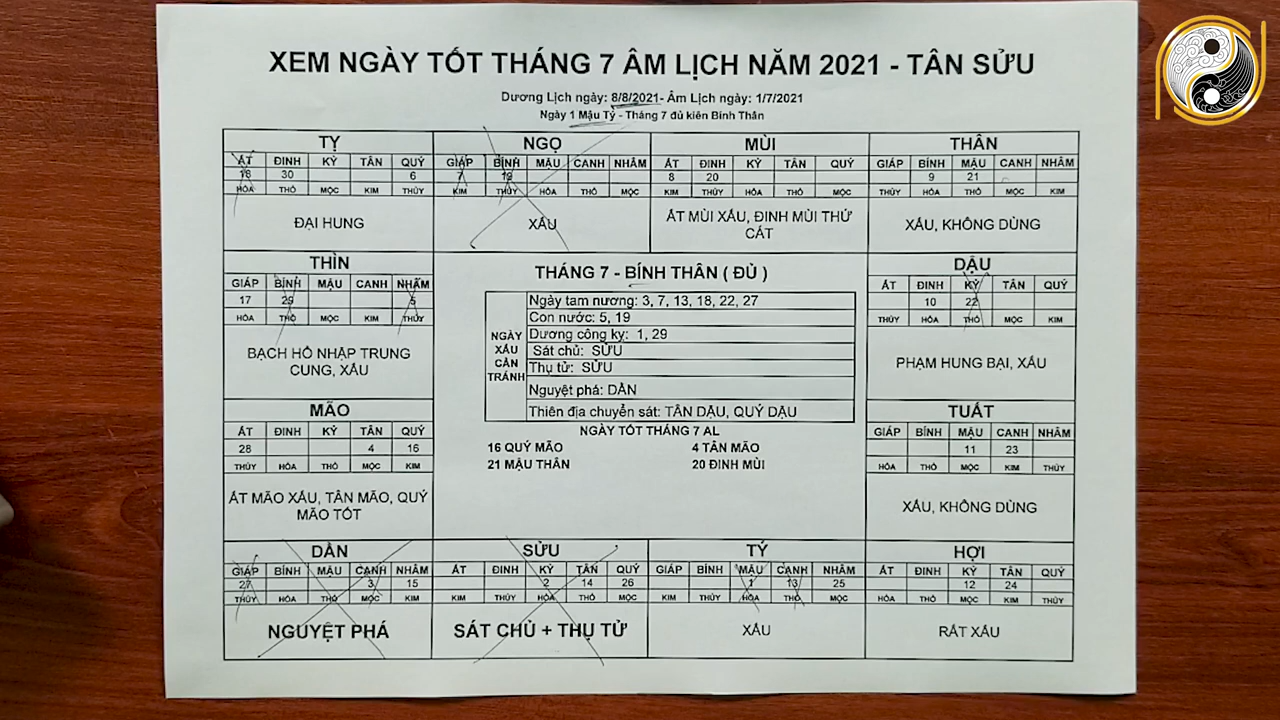 XEM NGÀY TỐT THÁNG 7 ÂM LỊCH NĂM 2021 - TÂN SỬU
Dương Lịch ngày: 8/8/2021- Âm Lịch ngày: 1/7/2021
Ngày 1 Mậu Tý - Tháng 7 đủ kiên Bính Thân
TỴ
ẤT ĐINH KỶ TÂN QUÝ
18 30 6
HỎA THỔ MỘC KIM THỦY
ĐẠI HUNG
NGỌ
GIÁP BÍNH MẬU CANH NHÂM
7 19
KIM THỦY HỎA THỔ MỘC
XẤU
MÙI
ẤT ĐINH KỶ TÂN QUÝ
8 20
KIM THỦY HỎA THỔ MỘC
ẤT MÙI XẤU, ĐINH MÙI THỨ
CÁT
THÂN
GIÁP BÍNH MẬU CANH NHÂM
9 21
THỦY HỎA THỔ MỘC KIM
XẤU, KHÔNG DÙNG
THÌN
GIÁP BÍNH MẬU CANH NHÂM
17 29 5
HỎA THỔ MỘC KIM THỦY
BẠCH HỔ NHẬP TRUNG
CUNG, XẤU
THÁNG 7 - BÍNH THÂN ( ĐỦ )
NGÀY
XẤU
CẦN
TRÁNH
Ngày tam nương: 3, 7, 13, 18, 22, 27
Con nước: 5, 19
Dương công kỵ: 1, 29
Sát chủ: SỬU
Thụ tử: SỬU
Nguyệt phá: DẦN
Thiên địa chuyển sát: TÂN DẬU, QUÝ DẬU
NGÀY TỐT THÁNG 7 AL
16 QUÝ MÃO 4 TÂN MÃO
21 MẬU THÂN 20 ĐINH MÙI
DẬU
ẤT ĐINH KỶ TÂN QUÝ
10 22
THỦY HỎA THỔ MỘC KIM
PHẠM HUNG BẠI, XẤU
MÃO
ẤT ĐINH KỶ TÂN QUÝ
28 4 16
THỦY HỎA THỔ MỘC KIM
ẤT MÃO XẤU, TÂN MÃO, QUÝ
MÃO TỐT
TUẤT
GIÁP BÍNH MẬU CANH NHÂM
11 23
HỎA THỔ MỘC KIM THỦY
XẤU, KHÔNG DÙNG
DẦN
GIÁP BÍNH MẬU CANH NHÂM
27 3 15
THỦY HỎA THỔ MỘC KIM
NGUYỆT PHÁ
SỬU
ẤT ĐINH KỶ TÂN QUÝ
2 14 26
KIM THỦY HỎA THỔ MỘC
SÁT CHỦ + THỤ TỬ
TÝ
GIÁP BÍNH MẬU CANH NHÂM
1 13 25
KIM THỦY HỎA THỔ MỘC
XẤU
HỢI
ẤT ĐINH KỶ TÂN QUÝ
12 24
HỎA THỔ MỘC KIM THỦY
RẤT XẤU